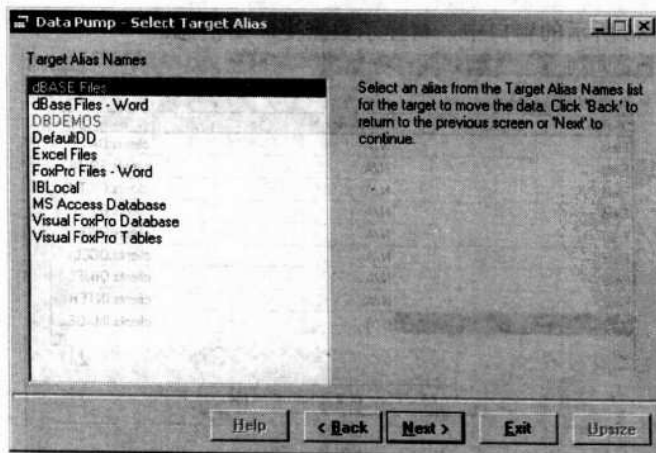 Data Pump - Select Target Alias
Target Alias Names
dBASE Files
dBase Files - Word
DBDEMOS
DefaultDD
Excel Files
FoxPro Files - Word
IBLocal
MS Access Database
Visual FoxPro Database
Visual FoxPro Tables
Select an alias from the Target Alias Names list
for the target to move the data. Click 'Back' to
return to the previous screen or 'Next' to
continue.
Help
< Back
Next >
Exit
Upsize